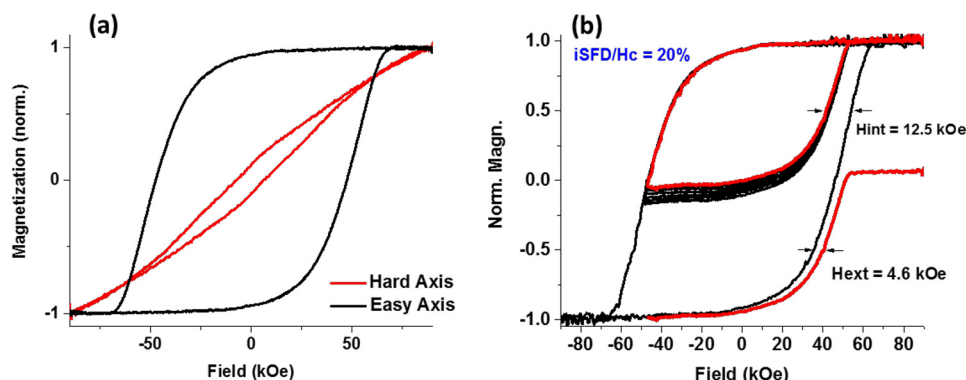 (a)
Magnetization (norm.)
1
0
-1
Hard Axis
Easy Axis
-50
0
50
Field (kOe)
(b)
Norm. Magn.
1.0
0.5
0.0
-0.5
-1.0
iSFD/Hc = 20%
Hint = 12.5 kOe
Hext = 4.6 kOe
-80
-60
-40
-20
0
20
40
60
80
Field (kOe)